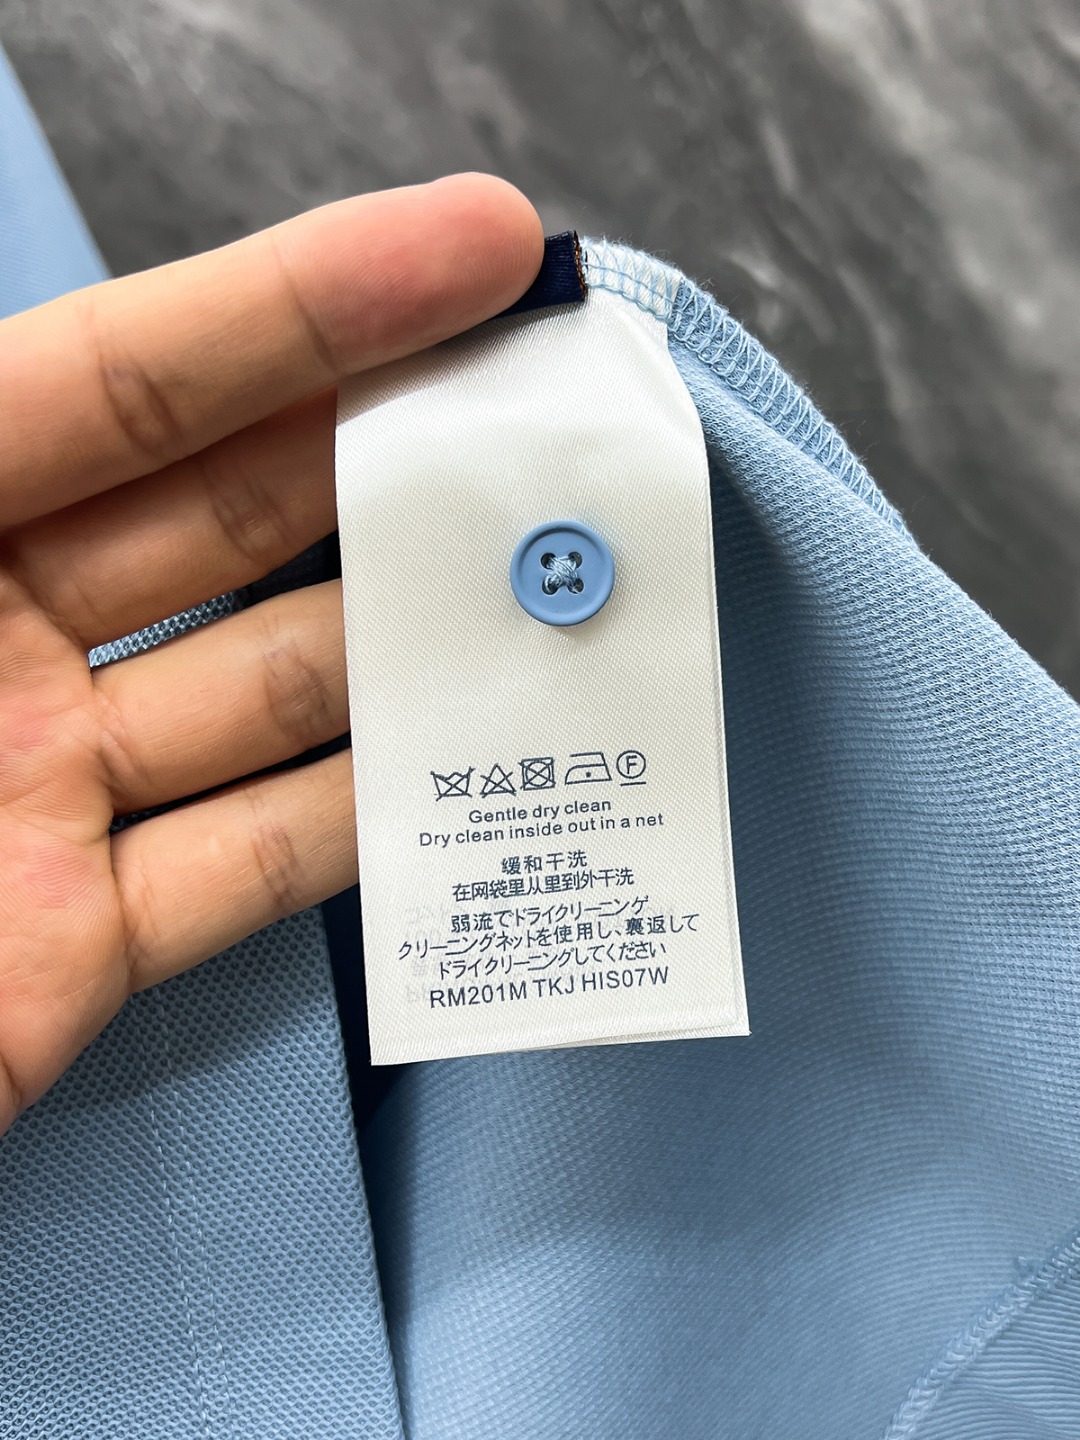 F
Gentle dry clean
Dry clean inside out in a net
缓和干洗
在网袋里从里到外干洗
弱流でドライクリーニング
クリーニングネットを使用し、裏返して
ドライクリーニングしてください
RM201M TKJ HIS07W